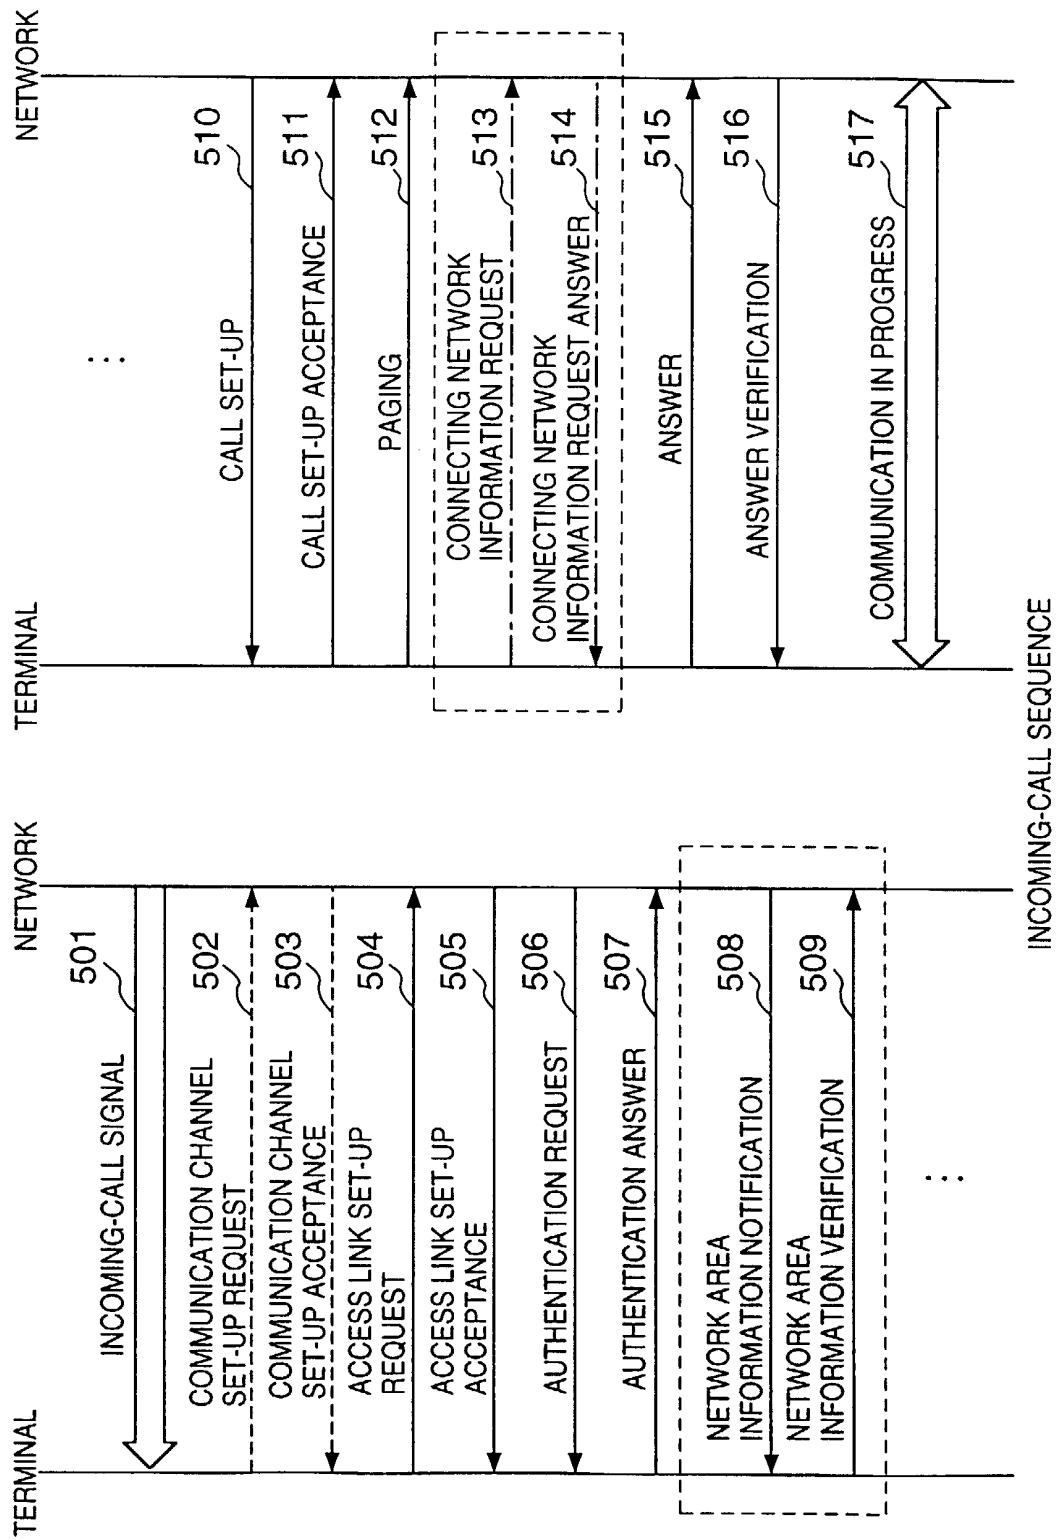 TERMINAL
NETWORK
INCOMING-CALL SIGNAL
501
COMMUNICATION CHANNEL
SET-UP REQUEST
502
COMMUNICATION CHANNEL
SET-UP ACCEPTANCE
503
ACCESS LINK SET-UP
REQUEST
504
ACCESS LINK SET-UP
ACCEPTANCE
505
AUTHENTICATION REQUEST
506
AUTHENTICATION ANSWER
507
NETWORK AREA
INFORMATION NOTIFICATION
508
NETWORK AREA
INFORMATION VERIFICATION
509
...
TERMINAL
NETWORK
...
CALL SET-UP
510
CALL SET-UP ACCEPTANCE
511
PAGING
512
CONNECTING NETWORK
INFORMATION REQUEST
513
CONNECTING NETWORK
INFORMATION REQUEST ANSWER
514
ANSWER
515
ANSWER VERIFICATION
516
COMMUNICATION IN PROGRESS
517
INCOMING-CALL SEQUENCE